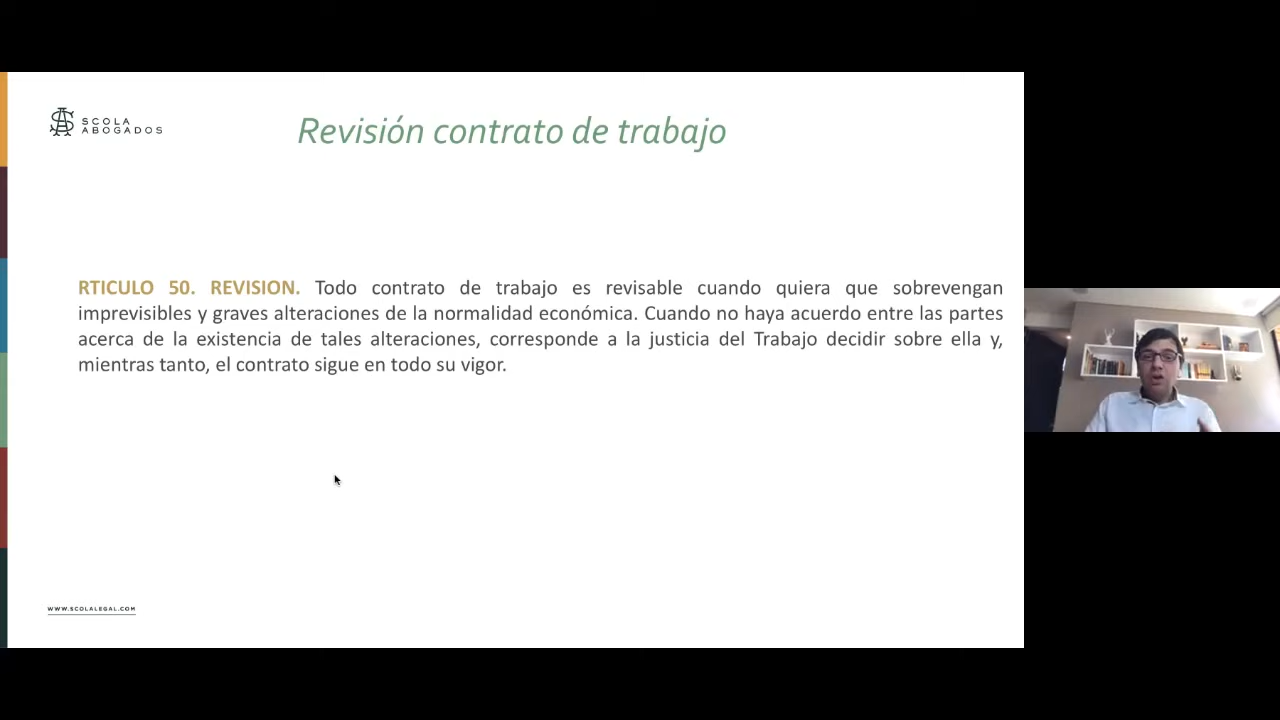 SCOLA
ABOGADOS
Revisión contrato de trabajo
RTICULO 50. REVISION. Todo contrato de trabajo es revisable cuando quiera que sobrevengan
imprevisibles y graves alteraciones de la normalidad económica. Cuando no haya acuerdo entre las partes
acerca de la existencia de tales alteraciones, corresponde a la justicia del Trabajo decidir sobre ella y,
mientras tanto, el contrato sigue en todo su vigor.
WWW.SCOLALEGAL.COM